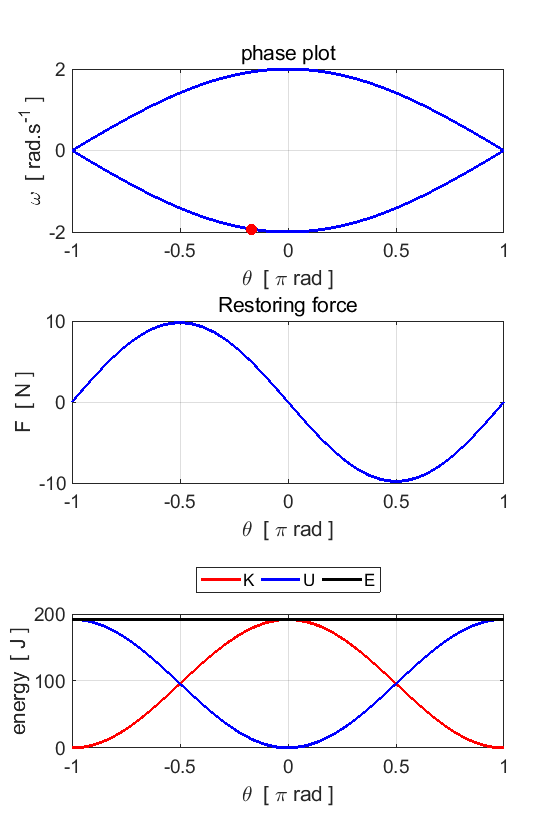 phase plot
2
0
-2
ω [ rad.s-1 ]
-1 -0.5 0 0.5 1
θ [ π rad ]
Restoring force
10
0
-10
F [ N ]
-1 -0.5 0 0.5 1
θ [ π rad ]
K U E
200
100
0
energy [ J ]
-1 -0.5 0 0.5 1
θ [ π rad ]